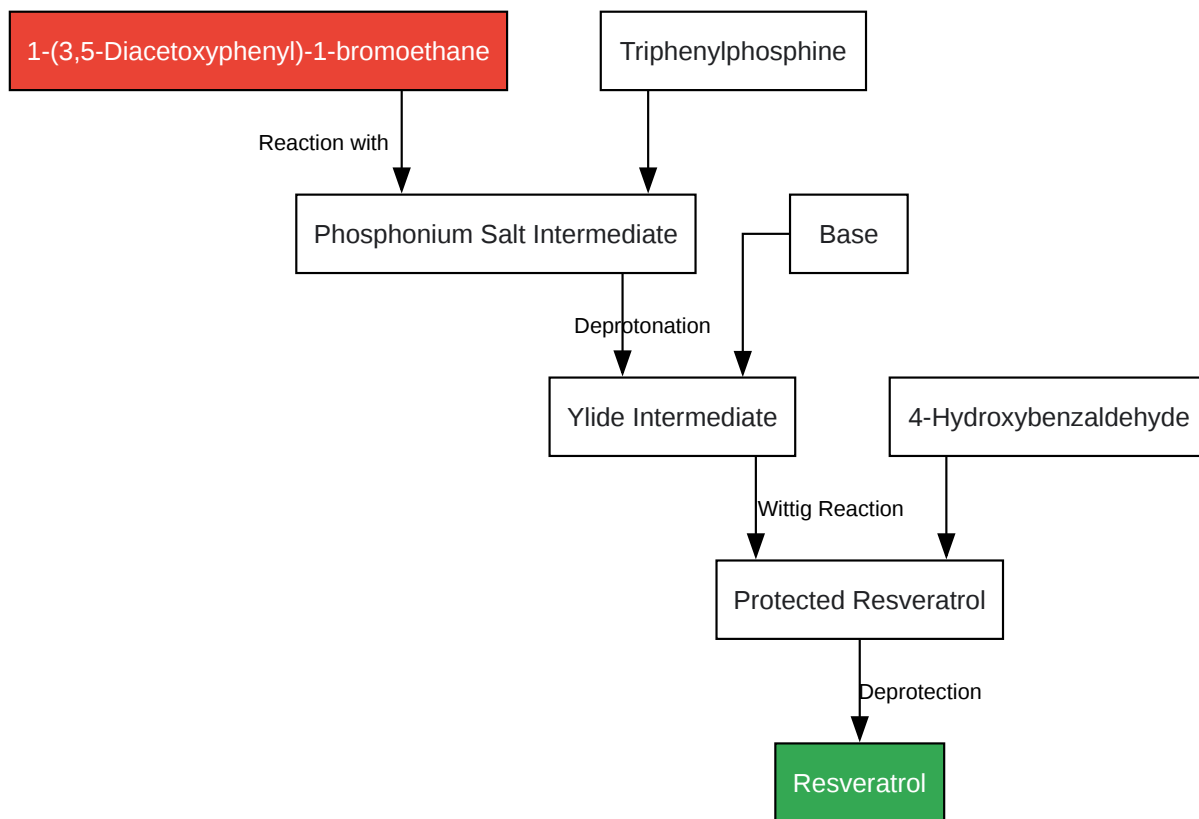 1-(3,5-Diacetoxyphenyl)-1-bromoethane
Triphenylphosphine
Reaction with
Phosphonium Salt Intermediate
Base
Deprotonation
Ylide Intermediate
4-Hydroxybenzaldehyde
Wittig Reaction
Protected Resveratrol
Deprotection
Resveratrol